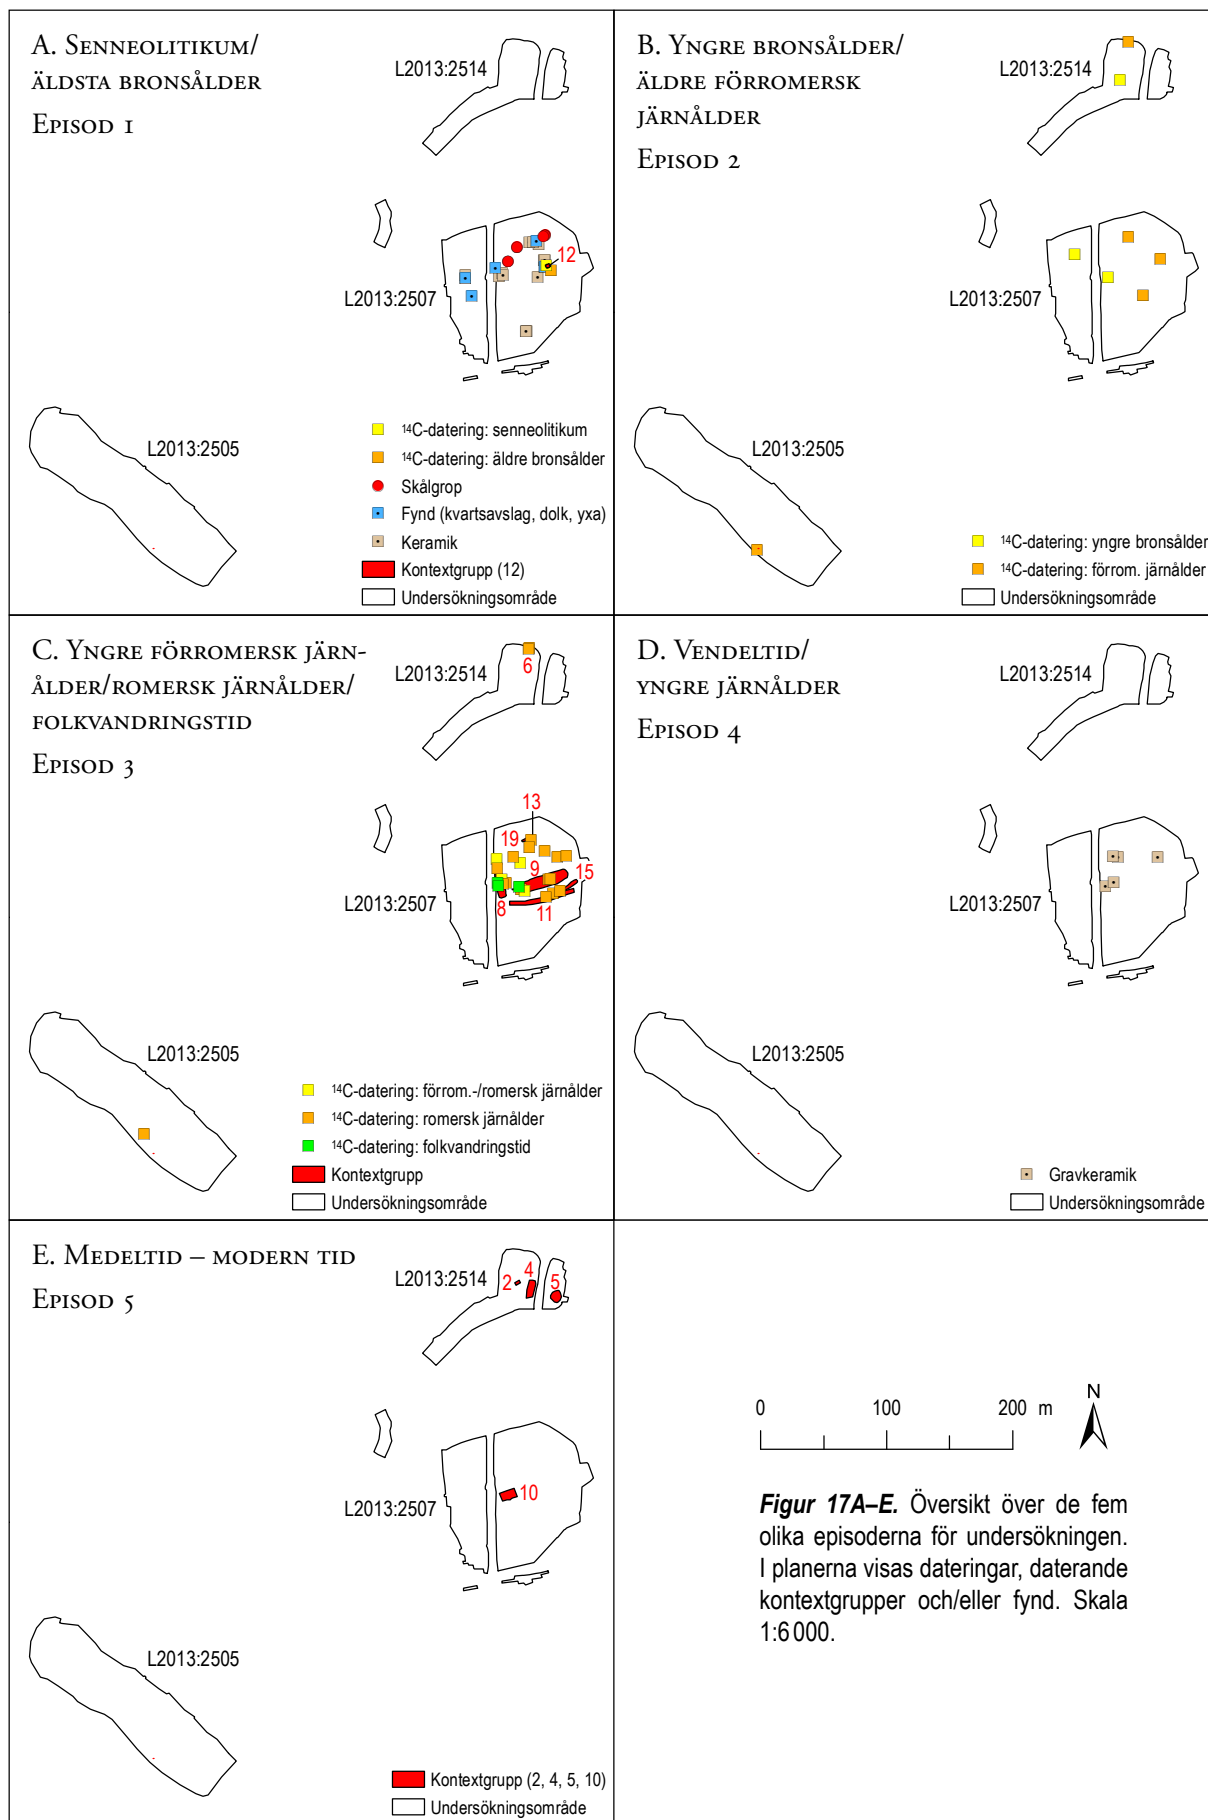 A. Senneolitikum/
äldsta bronsålder
Episod 1
L2013:2514
12
L2013:2507
L2013:2505
14C-datering: senneolitikum
14C-datering: äldre bronsålder
Skålgrop
Fynd (kvartsavslag, dolk, yxa)
Keramik
Kontextgrupp (12)
Undersökningsområde
B. Yngre bronsålder/
äldre förromersk
järnålder
Episod 2
L2013:2514
L2013:2507
L2013:2505
14C-datering: yngre bronsålder
14C-datering: förrom. järnålder
Undersökningsområde
C. Yngre förromersk järn-
ålder/romersk järnålder/
folkvandringstid
Episod 3
L2013:2514
6
13
19
9
15
8
11
L2013:2507
L2013:2505
14C-datering: förrom.-/romersk järnålder
14C-datering: romersk järnålder
14C-datering: folkvandringstid
Kontextgrupp
Undersökningsområde
D. Vendeltid/
yngre järnålder
Episod 4
L2013:2514
L2013:2507
L2013:2505
Gravkeramik
Undersökningsområde
E. Medeltid – modern tid
Episod 5
L2013:2514
2
4
5
10
L2013:2507
L2013:2505
Kontextgrupp (2, 4, 5, 10)
Undersökningsområde
0 100 200 m
N
Figur 17A–E. Översikt över de fem
olika episoderna för undersökningen.
I planerna visas dateringar, daterande
kontextgrupper och/eller fynd. Skala
1:6 000.